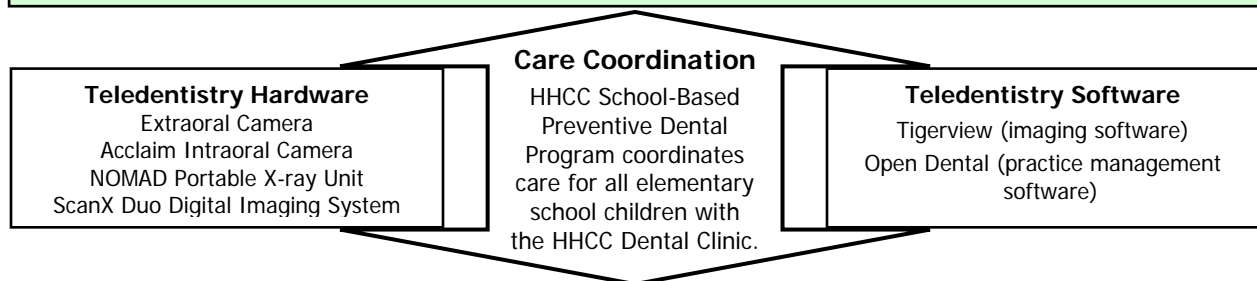 Care Coordination
HHCC School-Based
Preventive Dental
Program coordinates
care for all elementary
school children with
the HHCC Dental Clinic.
Teledentistry Hardware
Extraoral Camera
Acclaim Intraoral Camera
NOMAD Portable X-ray Unit
ScanX Duo Digital Imaging System
Teledentistry Software
Tigerview (imaging software)
Open Dental (practice management
software)